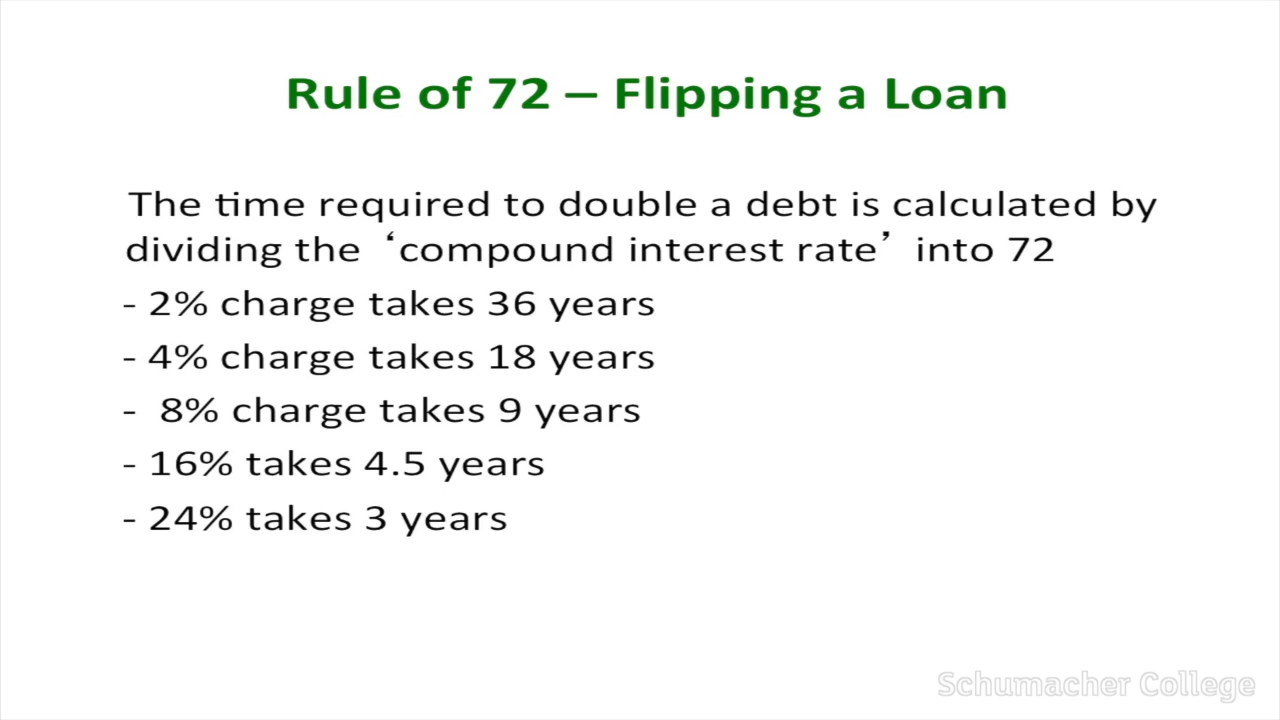 Rule of 72 – Flipping a Loan
The time required to double a debt is calculated by
dividing the ‘compound interest rate’ into 72
- 2% charge takes 36 years
- 4% charge takes 18 years
- 8% charge takes 9 years
- 16% takes 4.5 years
- 24% takes 3 years
Schumacher College